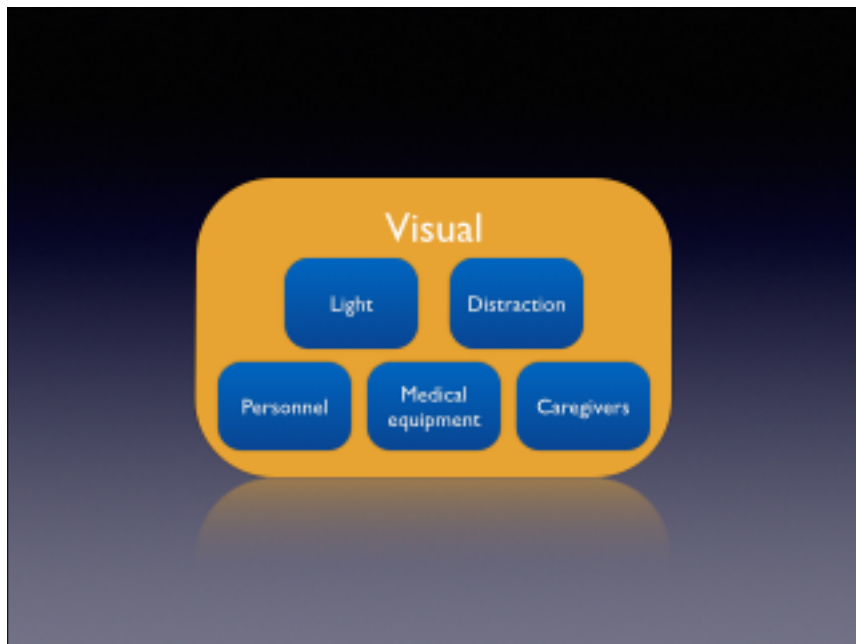 Visual
Light
Distraction
Personnel
Medical
equipment
Caregivers